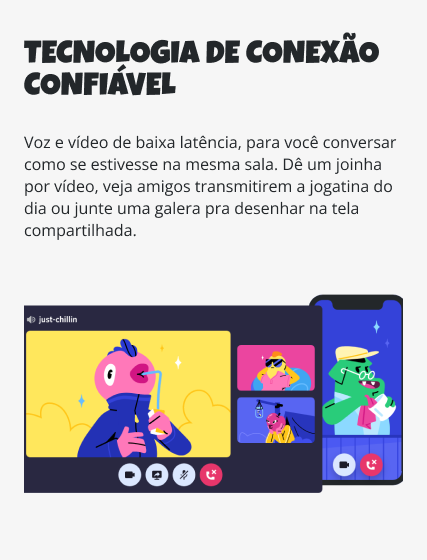 TECNOLOGIA DE CONEXÃO
CONFIÁVEL
Voz e vídeo de baixa latência, para você conversar
como se estivesse na mesma sala. Dê um joinha
por vídeo, veja amigos transmitirem a jogatina do
dia ou junte uma galera pra desenhar na tela
compartilhada.
just-chillin